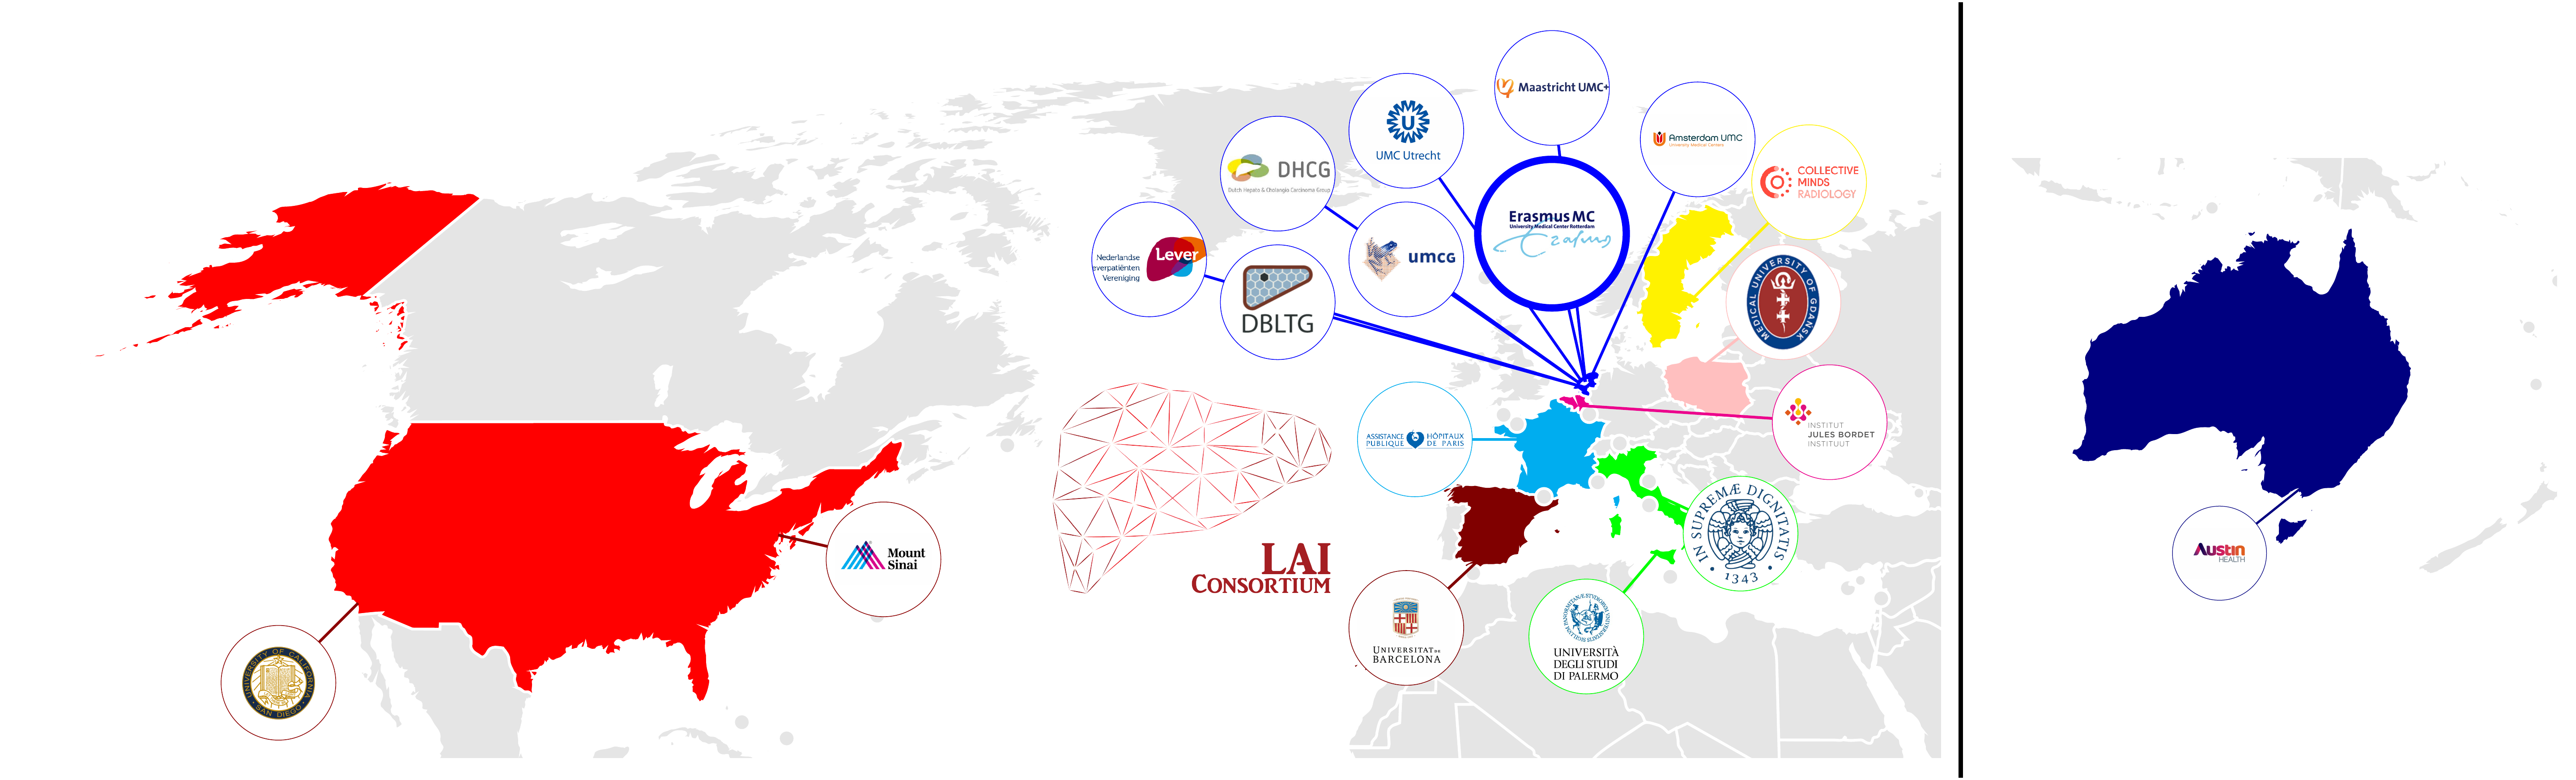 Maastricht UMC+
UMC Utrecht
Amsterdam UMC
University Medical Centers
DHCG
Dutch Hepato & Cholangio Carcinoma Group
COLLECTIVE
MINDS
RADIOLOGY
Erasmus MC
University Medical Center Rotterdam
Erasmus
Nederlandse
everpatiënten
Vereniging
Lever
umcg
DBLTG
MEDICAL UNIVERSITY OF GDAŃSK
ASSISTANCE PUBLIQUE
HÔPITAUX DE PARIS
INSTITUT
JULES BORDET
INSTITUUT
LAI
CONSORTIUM
IN SUPREMÆ DIGNITATIS
1343
Mount
Sinai
UNIVERSITY OF CALIFORNIA
SAN DIEGO
UNIVERSITAT DE
BARCELONA
UNIVERSITÀ
DEGLI STUDI
DI PALERMO
Austin
HEALTH